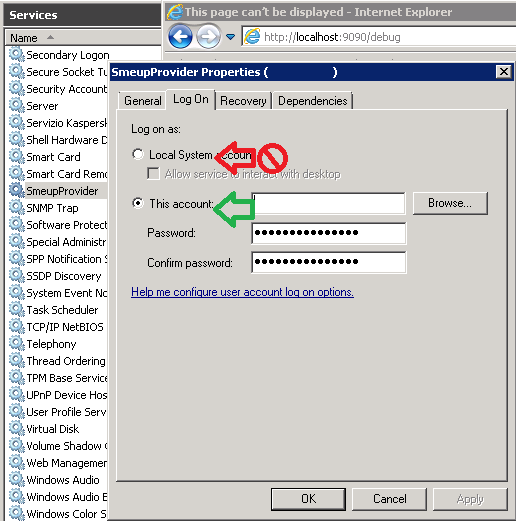 Services
This page can't be displayed - Internet Explorer
http://localhost:9090/debug
Name
Secondary Logon
Secure Socket Tu
Security Account
Server
Servizio Kaspersk
Shell Hardware D
Smart Card
Smart Card Remo
SmeupProvider
SNMP Trap
Software Protect
Special Administr
SPP Notification S
SSDP Discovery
System Event No
Task Scheduler
TCP/IP NetBIOS
Telephony
Thread Ordering
TPM Base Service
UPnP Device Host
User Profile Serv
Virtual Disk
Volume Shadow C
Web Managemen
Windows Audio
Windows Audio E
Windows Color S
SmeupProvider Properties ( )
General
Log On
Recovery
Dependencies
Log on as:
Local System account
Allow service to interact with desktop
This account:
Browse...
Password:
●●●●●●●●●●●●●●●
Confirm password:
●●●●●●●●●●●●●●●
Help me configure user account log on options.
OK
Cancel
Apply